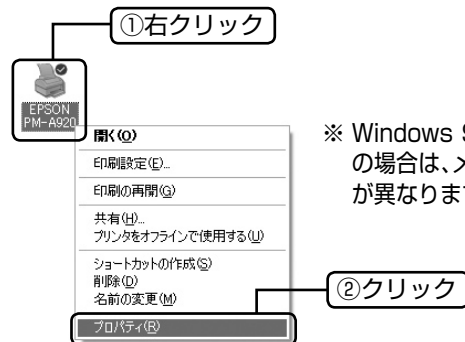 ①右クリック
EPSON
PM-A920
開く(O)
印刷設定(E)...
印刷の再開(G)
共有(H)...
プリンタをオフラインで使用する(U)
ショートカットの作成(S)
削除(D)
名前の変更(M)
プロパティ(R)
※ Windows
の場合は、
が異なります
②クリック